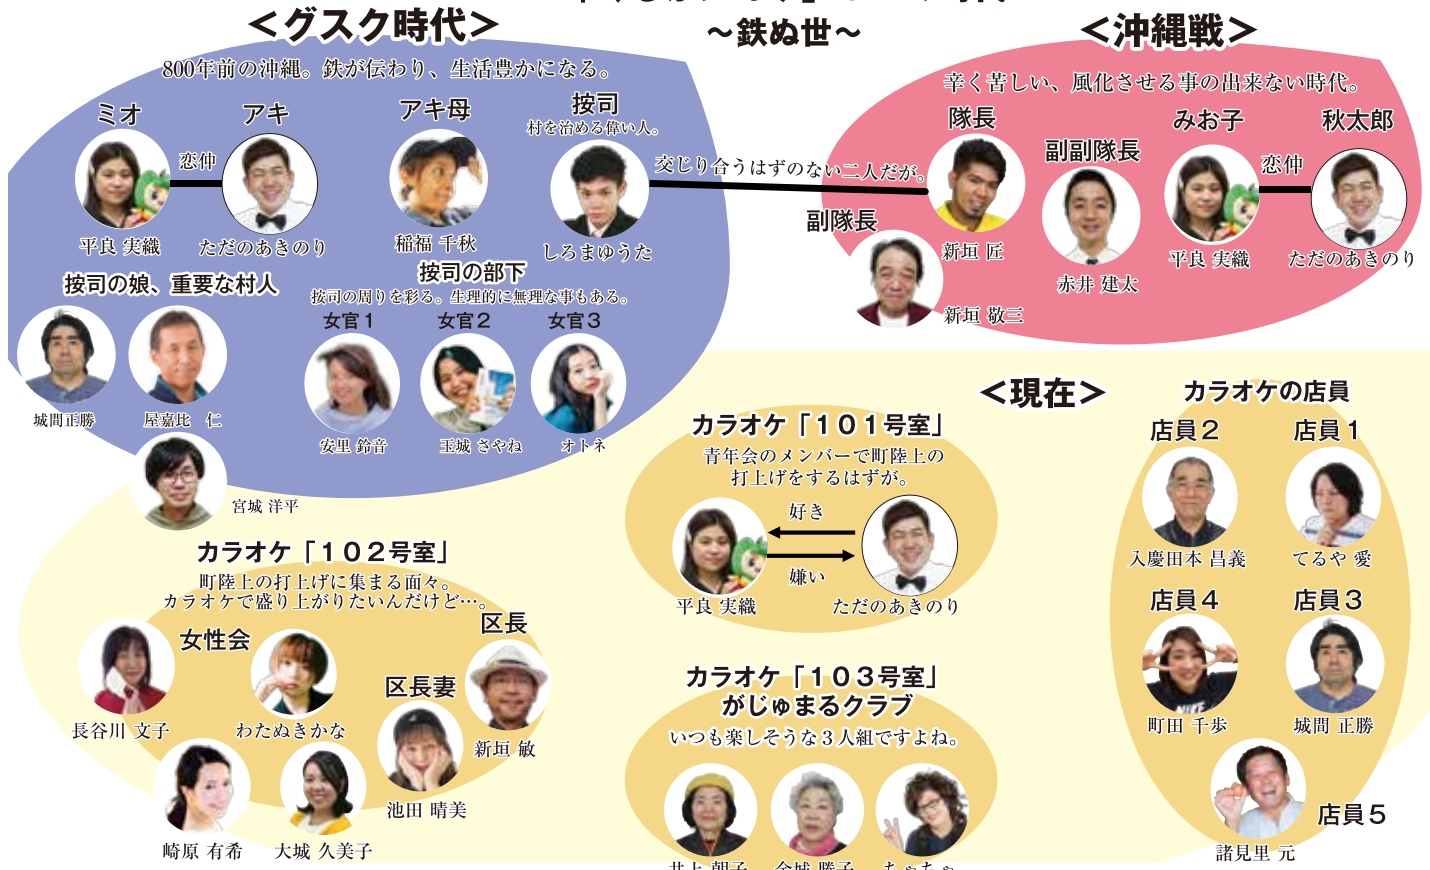 ＜グスク時代＞
800年前の沖縄。鉄が伝わり、生活豊かになる。
ミオ
恋仲
アキ
アキ母
按司
村を治める偉い人。
平良 実織
ただのあきのり
稲福 千秋
しろまゆうた
按司の娘、重要な村人
按司の部下
按司の周りを彩る。生理的に無理な事もある。
女官１
女官２
女官３
城間正勝
屋嘉比　仁
安里 鈴音
玉城 さやね
オトネ
宮城 洋平
～鉄ぬ世～
交じり合うはずのない二人だが。
＜沖縄戦＞
辛く苦しい、風化させる事の出来ない時代。
隊長
副副隊長
みお子
恋仲
秋太郎
副隊長
新垣 匠
赤井 建太
平良 実織
ただのあきのり
新垣 敬三
＜現在＞
カラオケ「１０１号室」
青年会のメンバーで町陸上の
打上げをするはずが。
好き
嫌い
平良 実織
ただのあきのり
カラオケ「１０２号室」
町陸上の打上げに集まる面々。
カラオケで盛り上がりたいんだけど…。
女性会
区長
区長妻
長谷川 文子
わたぬきかな
新垣 敏
池田 晴美
崎原 有希
大城 久美子
カラオケ「１０３号室」
がじゅまるクラブ
いつも楽しそうな３人組ですよね。
カラオケの店員
店員２
店員１
入慶田本 昌義
てるや 愛
店員４
店員３
町田 千歩
城間 正勝
店員５
諸見里 元